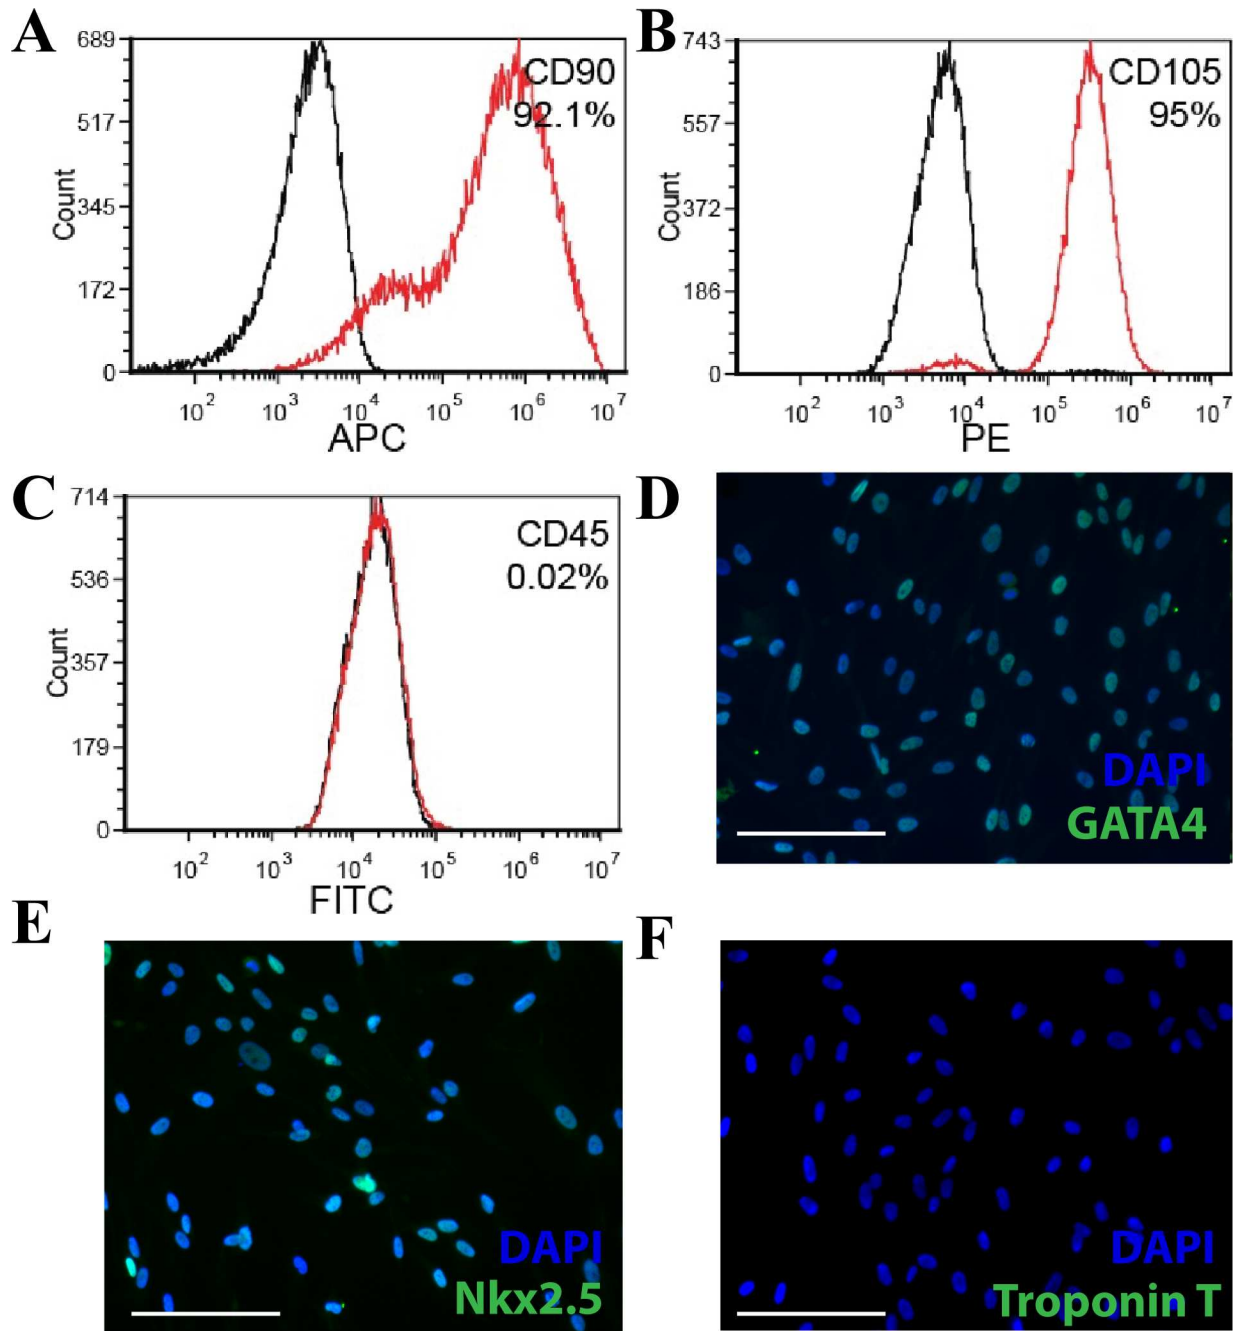 A
689
517
345
172
0
Count
CD90
92.1%
10²
10³
10⁴
10⁵
10⁶
10⁷
APC
B
743
557
372
186
0
Count
CD105
95%
10²
10³
10⁴
10⁵
10⁶
10⁷
PE
C
714
536
357
179
0
Count
CD45
0.02%
10²
10³
10⁴
10⁵
10⁶
10⁷
FITC
D
DAPI
GATA4
E
DAPI
Nkx2.5
F
DAPI
Troponin T